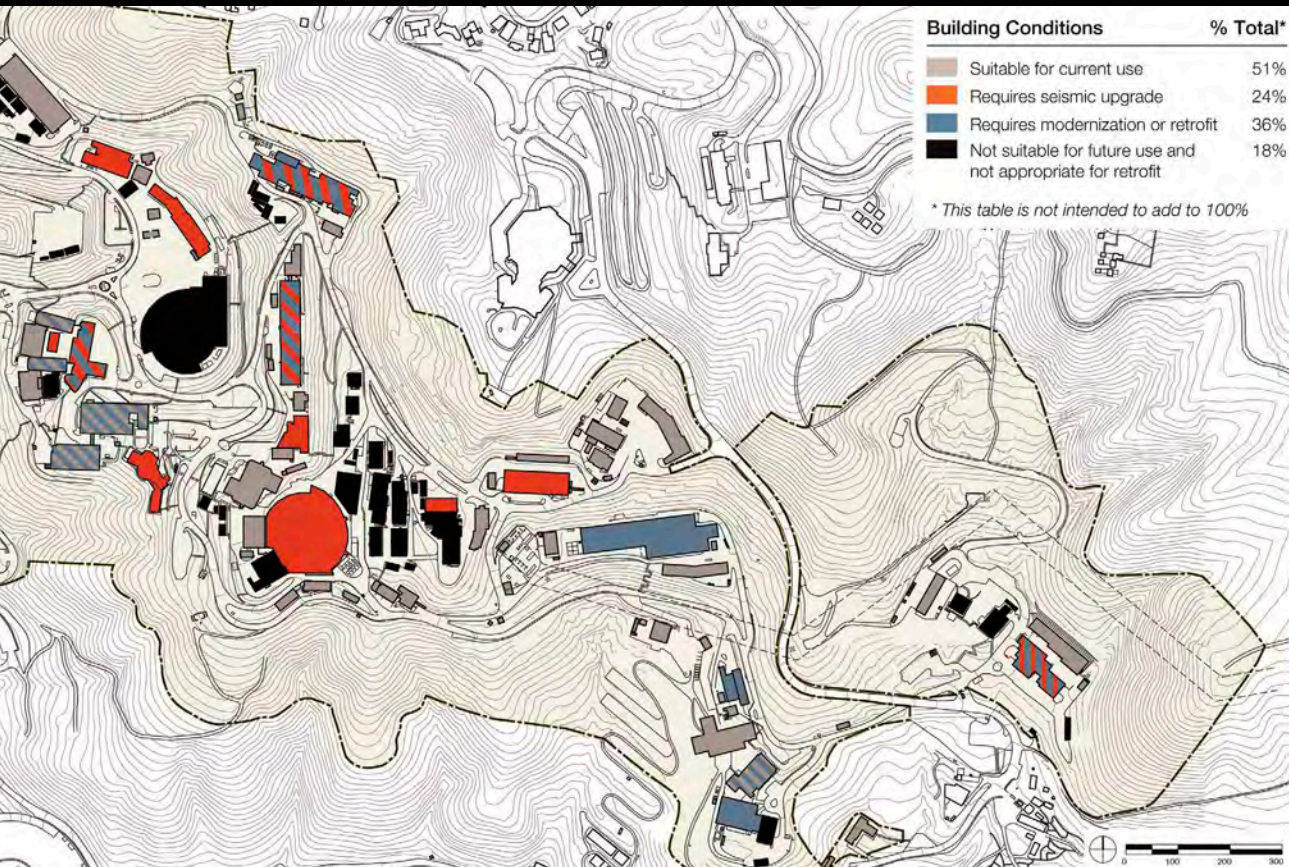 Building Conditions % Total*
Suitable for current use 51%
Requires seismic upgrade 24%
Requires modernization or retrofit 36%
Not suitable for future use and 18%
not appropriate for retrofit
* This table is not intended to add to 100%
0 100 200 300